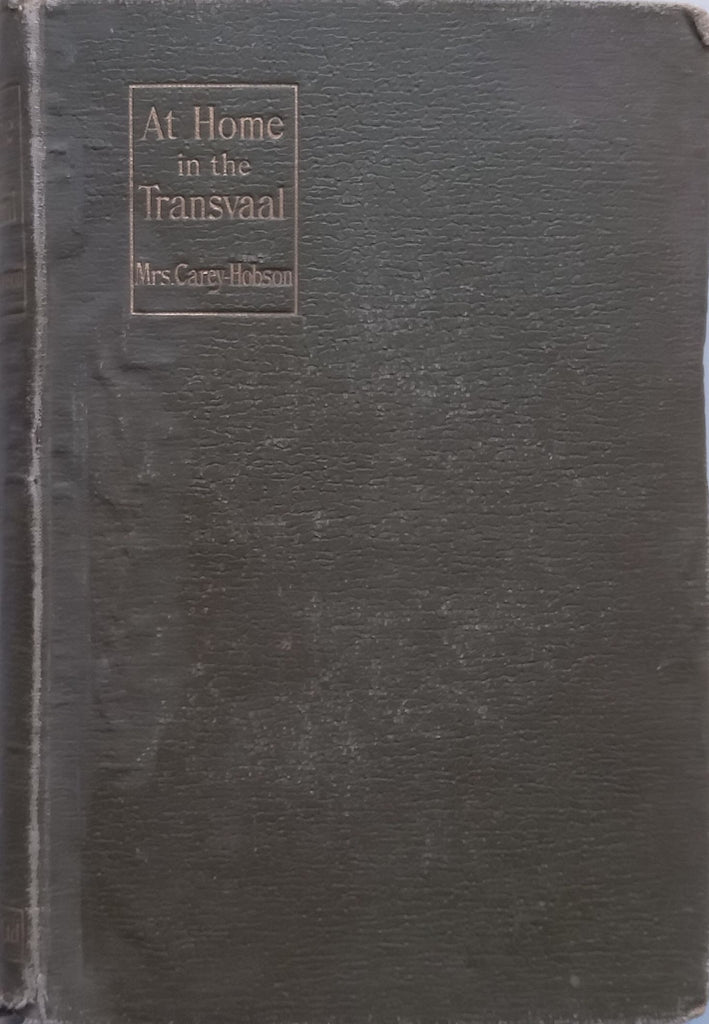 At Home
in the
Transvaal
Mrs. Carey-Hobson